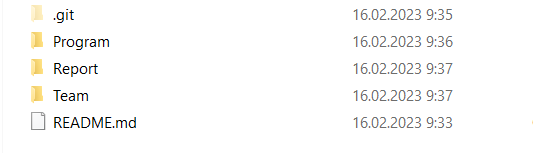 .git 16.02.2023 9:35
Program 16.02.2023 9:36
Report 16.02.2023 9:37
Team 16.02.2023 9:37
README.md 16.02.2023 9:33